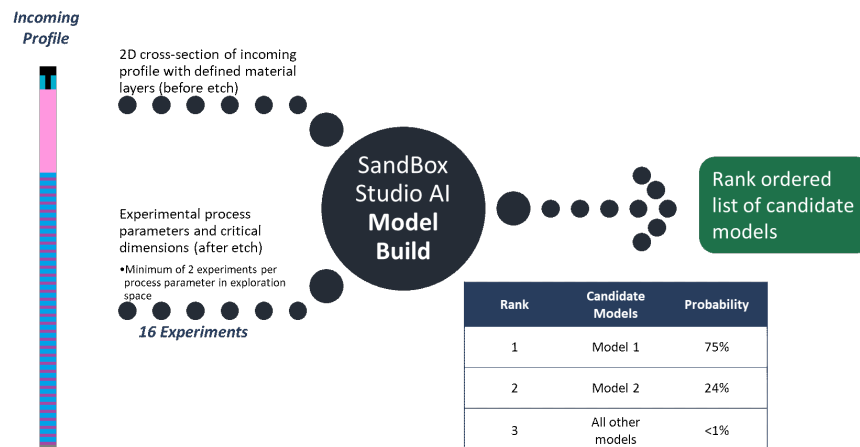 Incoming
Profile
2D cross-section of incoming
profile with defined material
layers (before etch)
Experimental process
parameters and critical
dimensions (after etch)
•Minimum of 2 experiments per
process parameter in exploration
space
16 Experiments
SandBox
Studio AI
Model
Build
Rank ordered
list of candidate
models
Rank Candidate Models Probability
1 Model 1 75%
2 Model 2 24%
3 All other models <1%